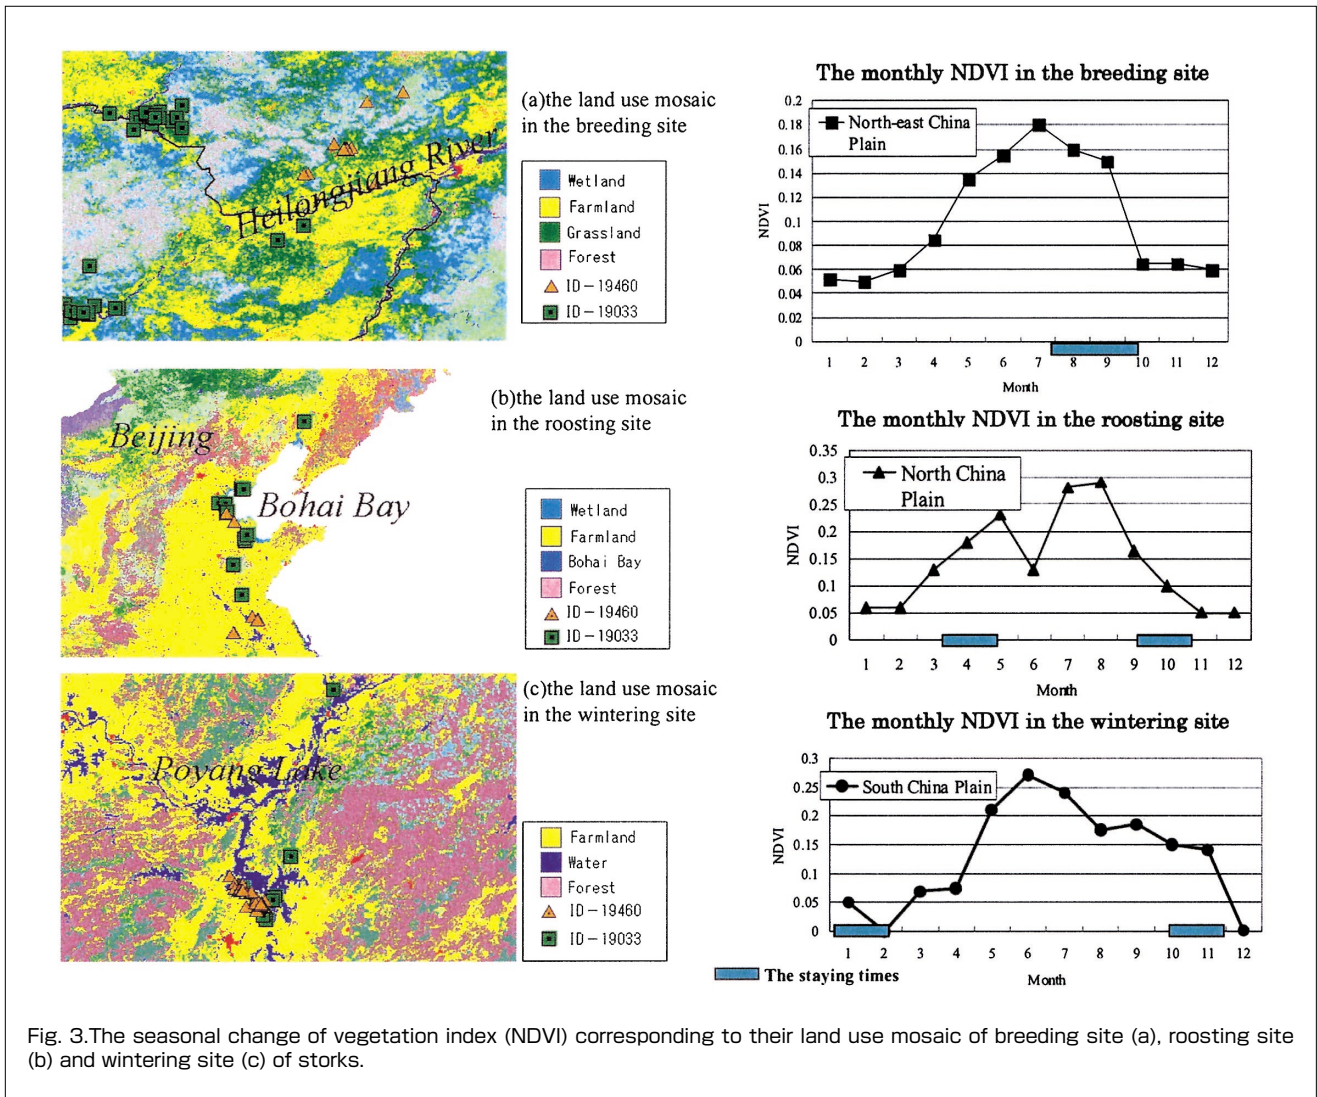 (a)the land use mosaic
in the breeding site
Heilongjiang River
Wetland
Farmland
Grassland
Forest
ID－19460
ID－19033
The monthly NDVI in the breeding site
North-east China
Plain
NDVI
0.2
0.18
0.16
0.14
0.12
0.1
0.08
0.06
0.04
0.02
0
1 2 3 4 5 6 7 8 9 10 11 12
Month
(b)the land use mosaic
in the roosting site
Beijing
Bohai Bay
Wetland
Farmland
Bohai Bay
Forest
ID－19460
ID－19033
The monthly NDVI in the roosting site
North China
Plain
NDVI
0.35
0.3
0.25
0.2
0.15
0.1
0.05
0
1 2 3 4 5 6 7 8 9 10 11 12
Month
(c)the land use mosaic
in the wintering site
Poyang Lake
Farmland
Water
Forest
ID－19460
ID－19033
The monthly NDVI in the wintering site
South China Plain
NDVI
0.3
0.25
0.2
0.15
0.1
0.05
0
1 2 3 4 5 6 7 8 9 10 11 12
Month
The staying times
Fig. 3.The seasonal change of vegetation index (NDVI) corresponding to their land use mosaic of breeding site (a), roosting site
(b) and wintering site (c) of storks.